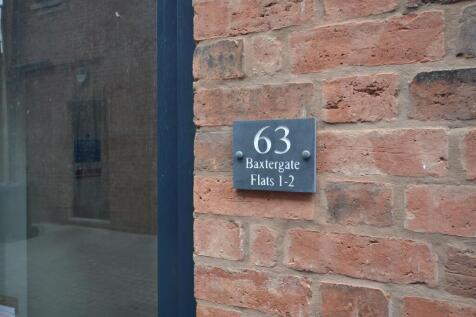 63
Baxtergate
Flats 1-2